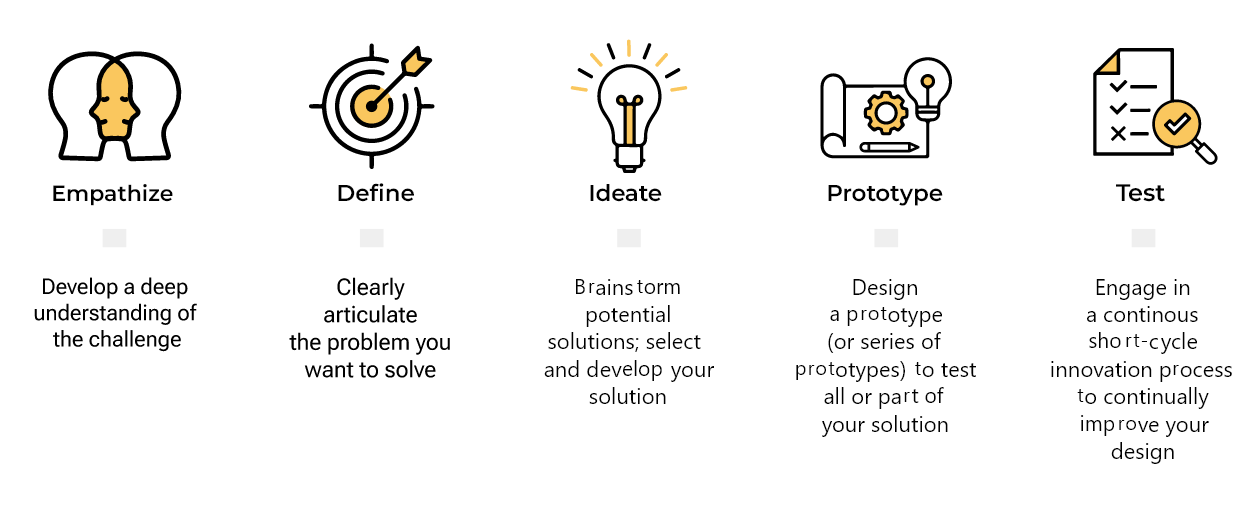 Empathize
Develop a deep
understanding of
the challenge
Define
Clearly
articulate
the problem you
want to solve
Ideate
Brainstorm
potential
solutions; select
and develop your
solution
Prototype
Design
a prototype
(or series of
prototypes) to test
all or part of
your solution
Test
Engage in
a continous
short-cycle
innovation process
to continually
improve your
design